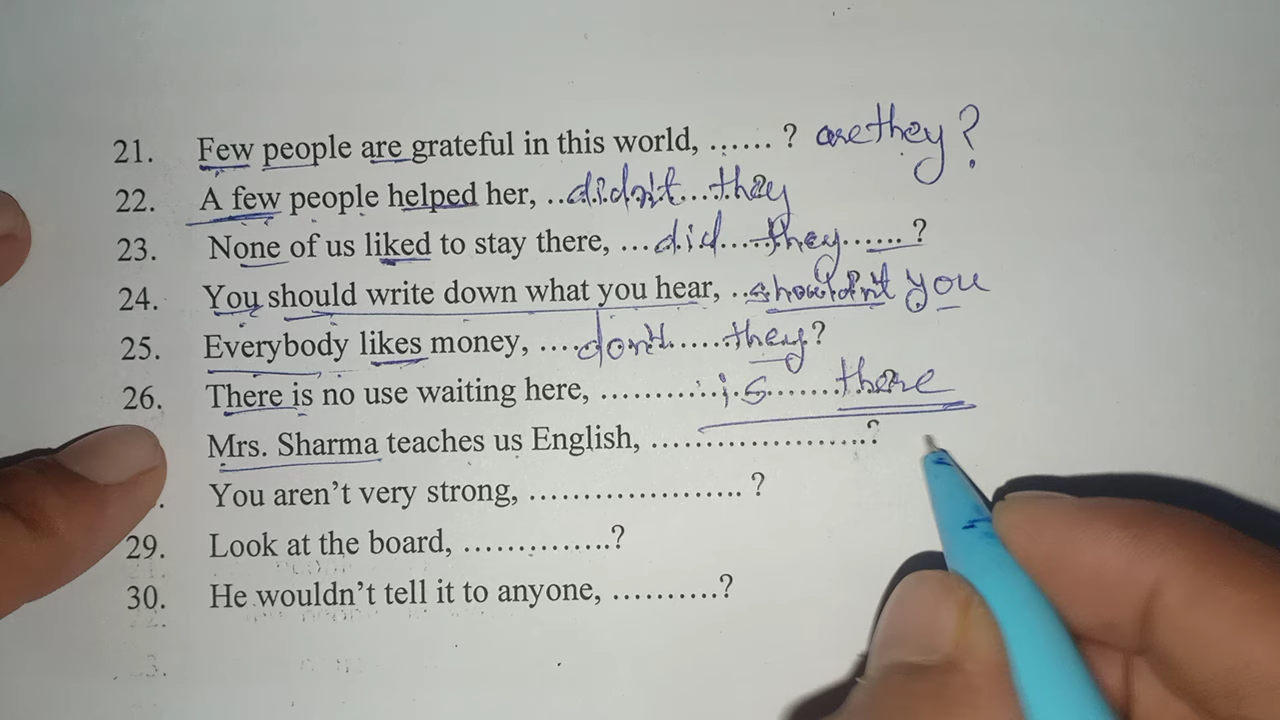 21. Few people are grateful in this world, ...... ? are they ?
22. A few people helped her, ..didn't....they
23. None of us liked to stay there, ...did....they...... ?
24. You should write down what you hear, ..shouldn't you
25. Everybody likes money, ....don't.....they?
26. There is no use waiting here, ..........is......there
Mrs. Sharma teaches us English, ....................?
. You aren't very strong, .................... ?
29. Look at the board, ..............?
30. He wouldn't tell it to anyone, ..........?